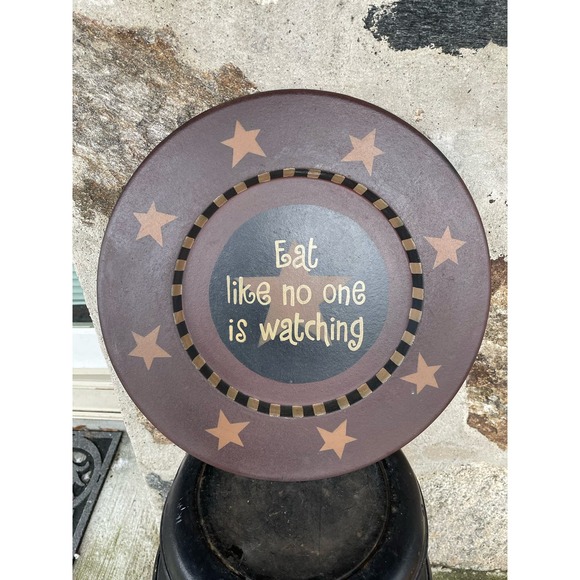 Eat
like no one
is watching